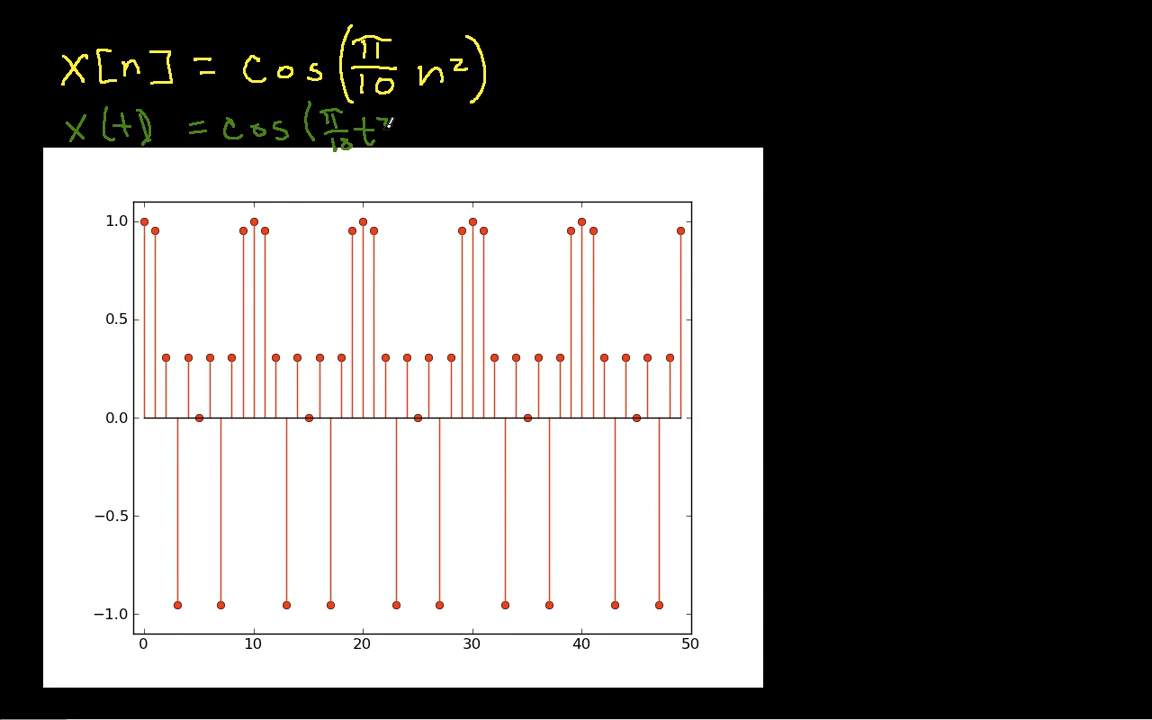 x[n] = cos(π/10 n²)
x(t) = cos(π/10 t²
1.0
0.5
0.0
−0.5
−1.0
0 10 20 30 40 50